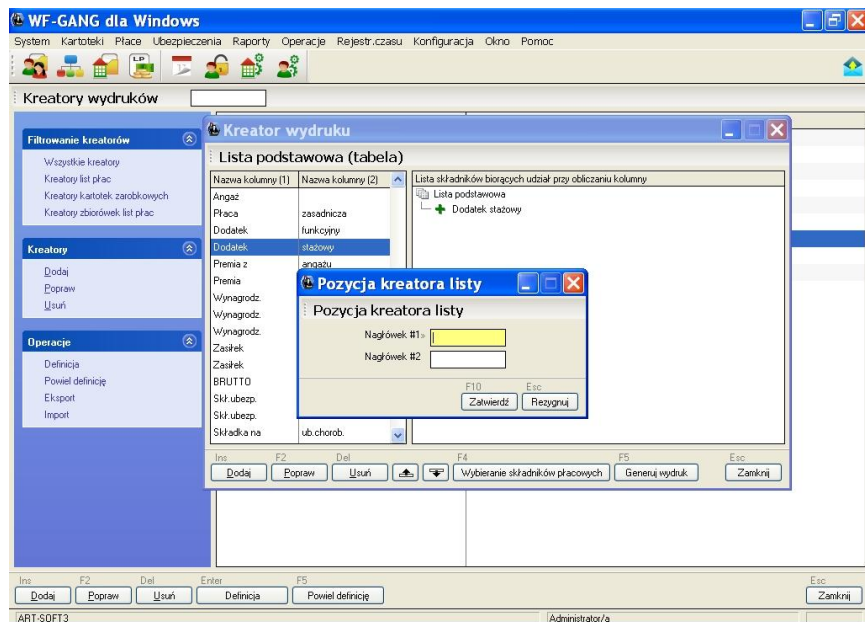 WF-GANG dla Windows
System Kartoteki Płace Ubezpieczenia Raporty Operacje Rejestr.czasu Konfiguracja Okno Pomoc
LP
Kreatory wydruków
Filtrowanie kreatorów
Wszystkie kreatory
Kreatory list płac
Kreatory kartotek zarobkowych
Kreatory zbiorówek list płac
Kreatory
Dodaj
Popraw
Usuń
Operacje
Definicja
Powiel definicję
Eksport
Import
Kreator wydruku
Lista podstawowa (tabela)
Nazwa kolumny (1) Nazwa kolumny (2)
Angaż
Płaca zasadnicza
Dodatek funkcyjny
Dodatek stażowy
Premia z angażu
Premia
Wynagrodz.
Wynagrodz.
Wynagrodz.
Zasiłek
Zasiłek
BRUTTO
Skł.ubezp.
Skł.ubezp.
Składka na ub.chorob.
Lista składników biorących udział przy obliczaniu kolumny
Lista podstawowa
Dodatek stażowy
Pozycja kreatora listy
Pozycja kreatora listy
Nagłówek #1»
Nagłówek #2
F10 Esc
Zatwierdź Rezygnuj
Ins F2 Del F4 F5 Esc
Dodaj Popraw Usuń Wybieranie składników płacowych Generuj wydruk Zamknij
Ins F2 Del Enter F5 Esc
Dodaj Popraw Usuń Definicja Powiel definicję Zamknij
ART-SOFT3 Administrator/a